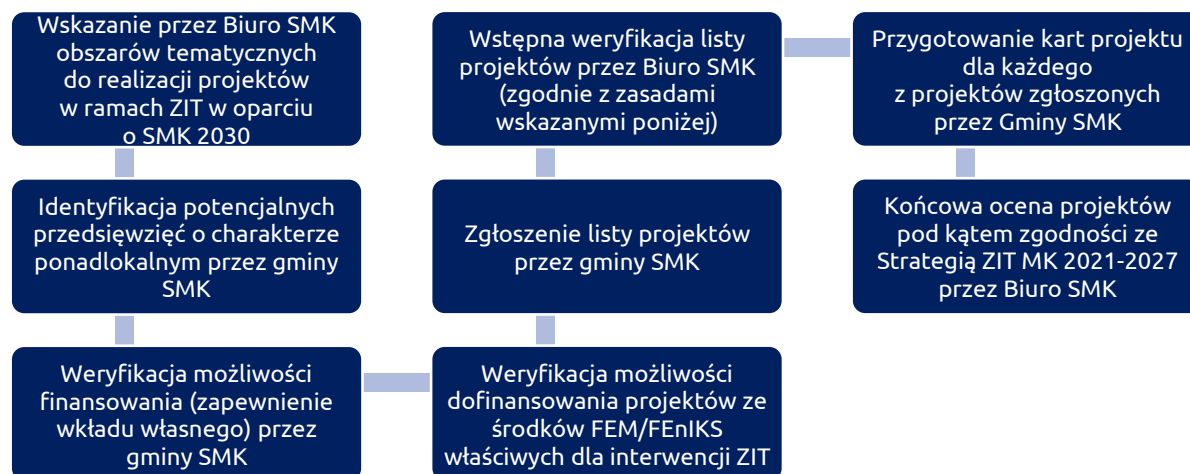 Wskazanie przez Biuro SMK
obszarów tematycznych
do realizacji projektów
w ramach ZIT w oparciu
o SMK 2030
Identyfikacja potencjalnych
przedsięwzięć o charakterze
ponadlokalnym przez gminy
SMK
Weryfikacja możliwości
finansowania (zapewnienie
wkładu własnego) przez
gminy SMK
Weryfikacja możliwości
dofinansowania projektów ze
środków FEM/FEnIKS
właściwych dla interwencji ZIT
Zgłoszenie listy projektów
przez gminy SMK
Wstępna weryfikacja listy
projektów przez Biuro SMK
(zgodnie z zasadami
wskazanymi poniżej)
Przygotowanie kart projektu
dla każdego
z projektów zgłoszonych
przez Gminy SMK
Końcowa ocena projektów
pod kątem zgodności ze
Strategią ZIT MK 2021-2027
przez Biuro SMK